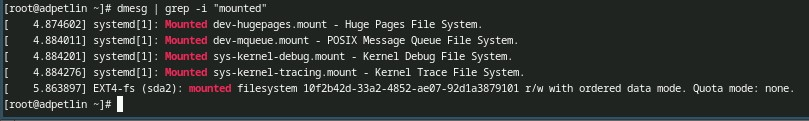 [root@adpetlin ~]# dmesg | grep -i "mounted"
[    4.874602] systemd[1]: Mounted dev-hugepages.mount - Huge Pages File System.
[    4.884011] systemd[1]: Mounted dev-mqueue.mount - POSIX Message Queue File System.
[    4.884201] systemd[1]: Mounted sys-kernel-debug.mount - Kernel Debug File System.
[    4.884276] systemd[1]: Mounted sys-kernel-tracing.mount - Kernel Trace File System.
[    5.863897] EXT4-fs (sda2): mounted filesystem 10f2b42d-33a2-4852-ae07-92d1a3879101 r/w with ordered data mode. Quota mode: none.
[root@adpetlin ~]#